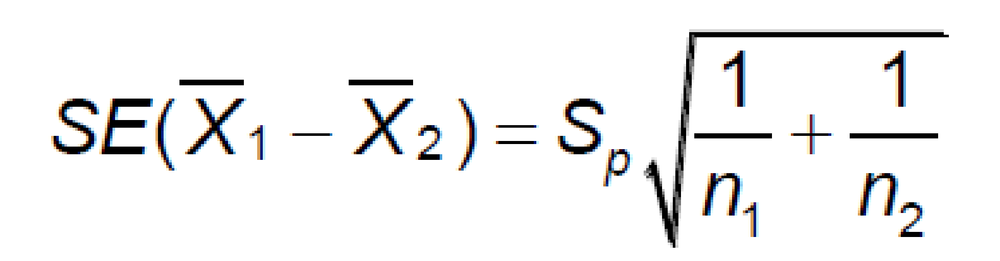 SE(X̅₁ − X̅₂) = Sₚ√(1/n₁ + 1/n₂)